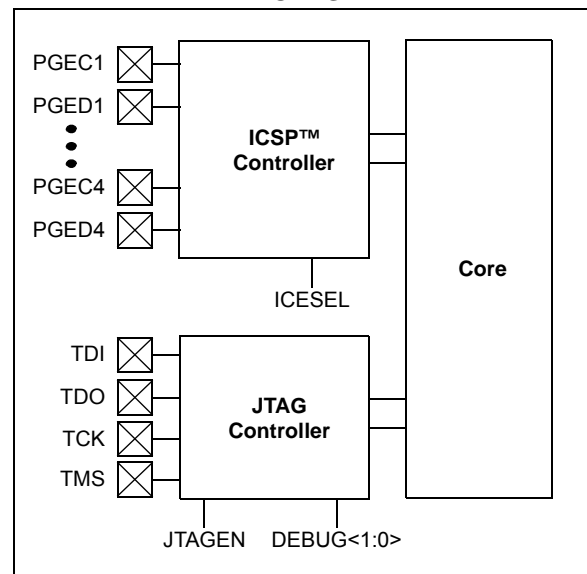 PGEC1
PGED1
ICSP™
Controller
PGEC4
PGED4
Core
ICESEL
TDI
TDO
JTAG
Controller
TCK
TMS
JTAGEN DEBUG<1:0>